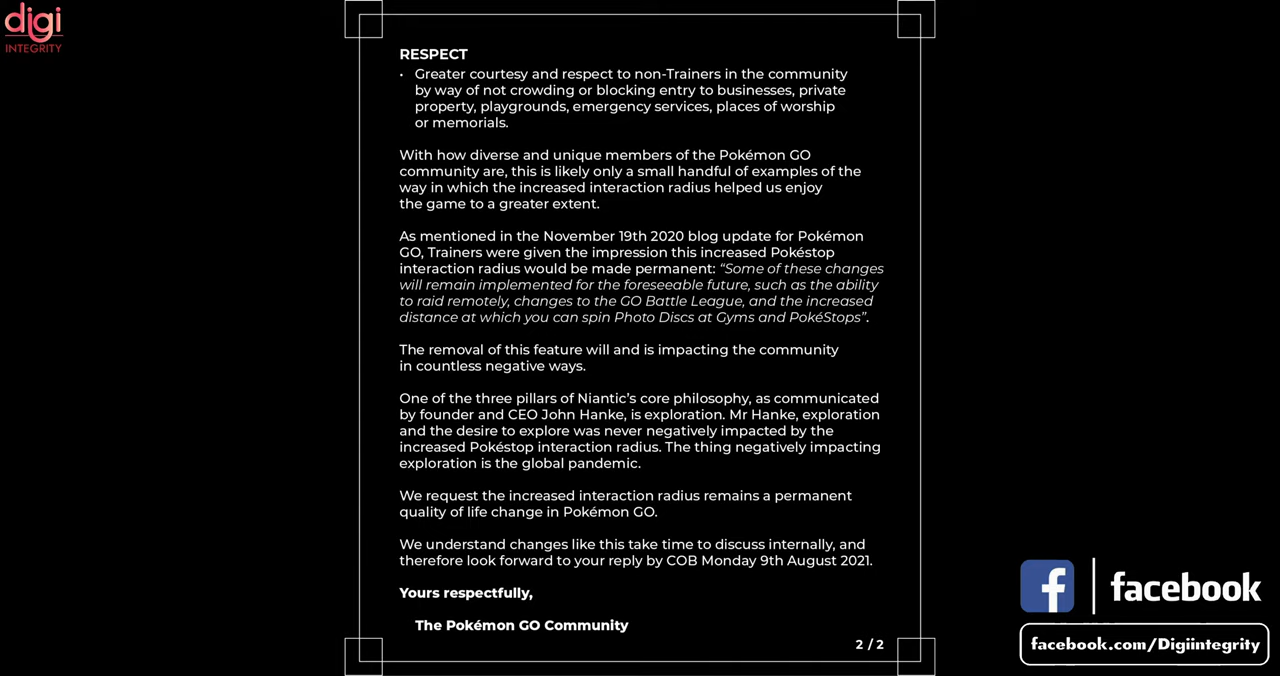 digi
INTEGRITY
RESPECT
• Greater courtesy and respect to non-Trainers in the community
by way of not crowding or blocking entry to businesses, private
property, playgrounds, emergency services, places of worship
or memorials.
With how diverse and unique members of the Pokémon GO
community are, this is likely only a small handful of examples of the
way in which the increased interaction radius helped us enjoy
the game to a greater extent.
As mentioned in the November 19th 2020 blog update for Pokémon
GO, Trainers were given the impression this increased Pokéstop
interaction radius would be made permanent: “Some of these changes
will remain implemented for the foreseeable future, such as the ability
to raid remotely, changes to the GO Battle League, and the increased
distance at which you can spin Photo Discs at Gyms and PokéStops”.
The removal of this feature will and is impacting the community
in countless negative ways.
One of the three pillars of Niantic’s core philosophy, as communicated
by founder and CEO John Hanke, is exploration. Mr Hanke, exploration
and the desire to explore was never negatively impacted by the
increased Pokéstop interaction radius. The thing negatively impacting
exploration is the global pandemic.
We request the increased interaction radius remains a permanent
quality of life change in Pokémon GO.
We understand changes like this take time to discuss internally, and
therefore look forward to your reply by COB Monday 9th August 2021.
Yours respectfully,
The Pokémon GO Community
2 / 2
f | facebook
facebook.com/Digiintegrity